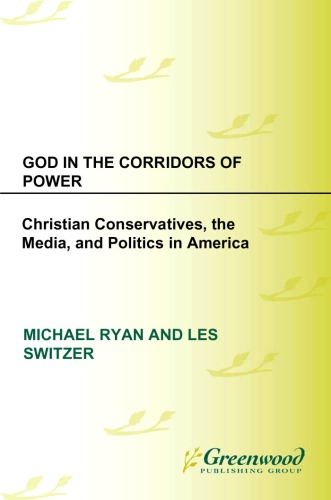 GOD IN THE CORRIDORS OF
POWER
Christian Conservatives, the
Media, and Politics in America
MICHAEL RYAN AND LES
SWITZER
Greenwood
PUBLISHING GROUP